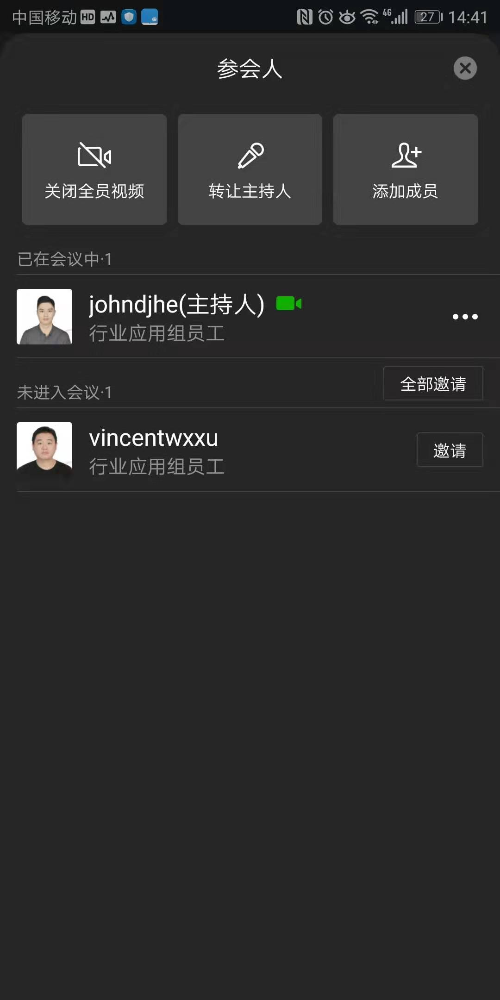 中国移动 HD 4G 27 14:41
参会人
关闭全员视频 转让主持人 添加成员
已在会议中·1
johndjhe(主持人)
行业应用组员工
未进入会议·1 全部邀请
vincentwxxu
行业应用组员工
邀请